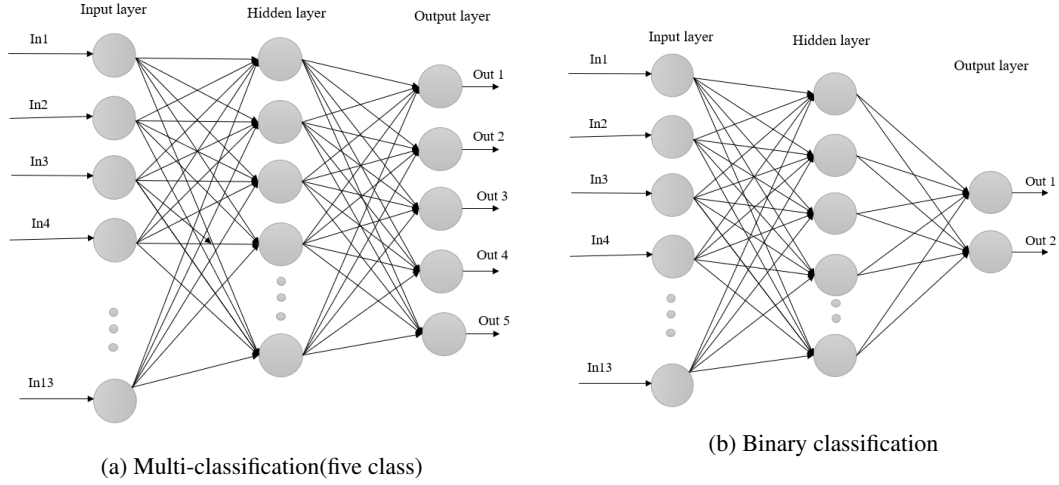 Input layer
Hidden layer
Output layer
In1
In2
In3
In4
In13
Out 1
Out 2
Out 3
Out 4
Out 5
(a) Multi-classification(five class)
Input layer
Hidden layer
Output layer
In1
In2
In3
In4
In13
Out 1
Out 2
(b) Binary classification